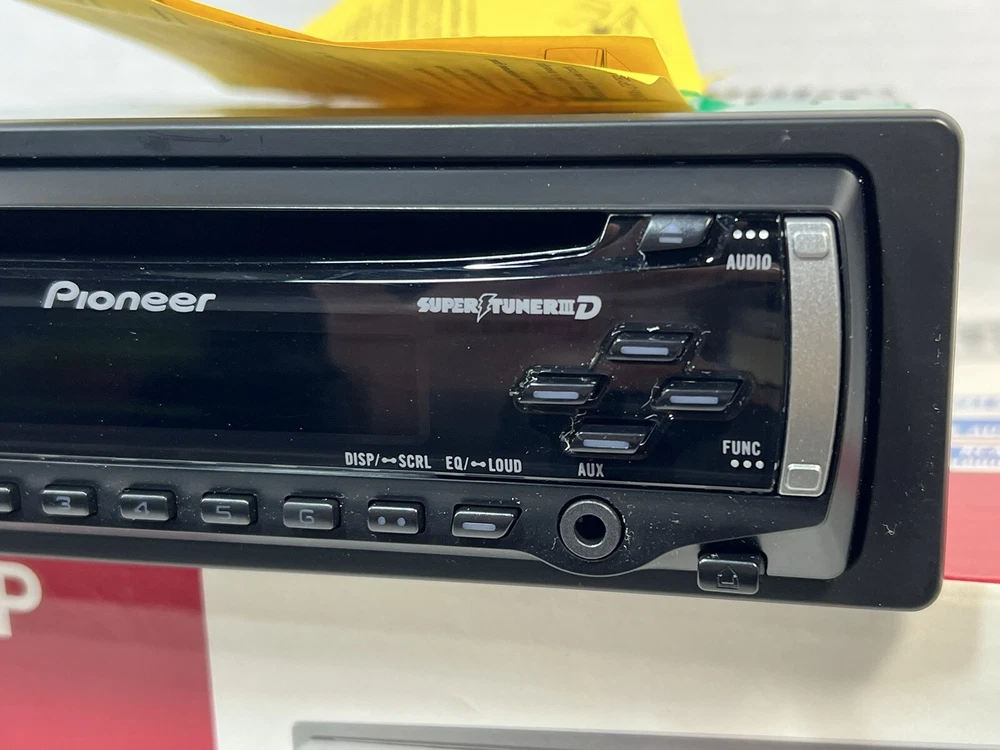 AUDIO
Pioneer
SUPER TUNER III D
FUNC
DISP/ SCRL EQ/ LOUD
AUX
3 4 5 6
P